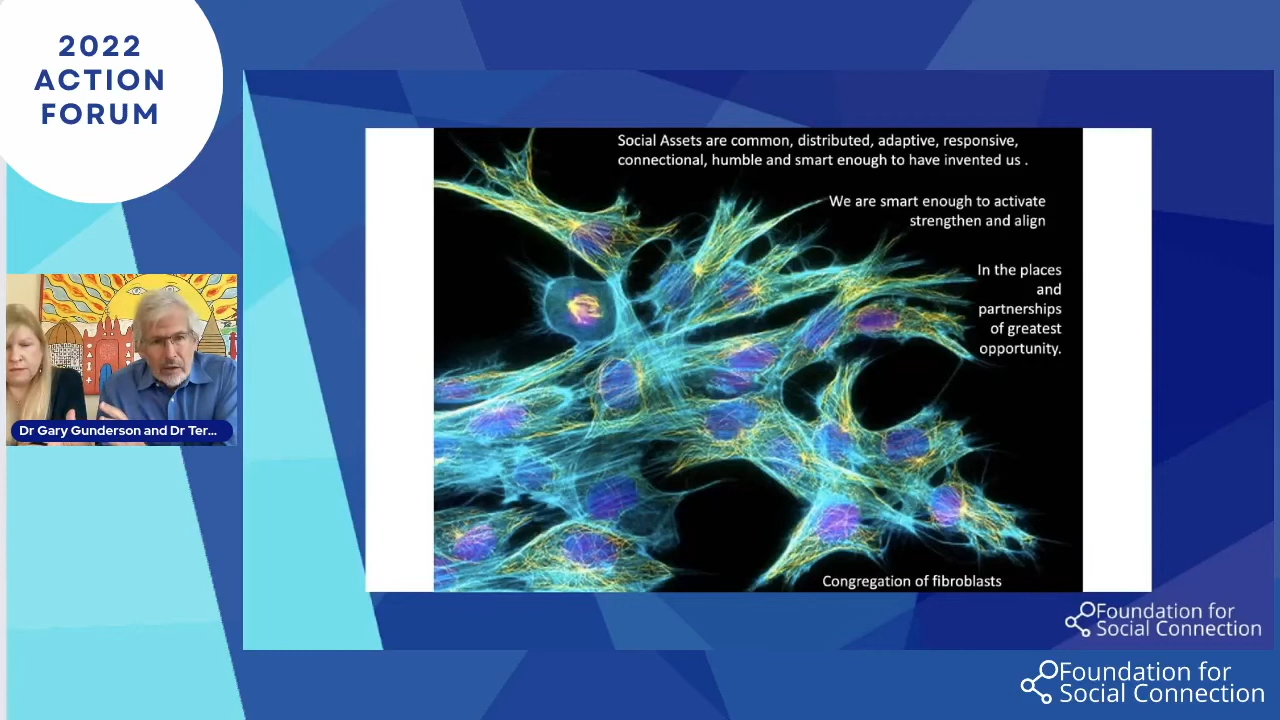 2022
ACTION
FORUM
Social Assets are common, distributed, adaptive, responsive,
connectional, humble and smart enough to have invented us .
We are smart enough to activate
strengthen and align
In the places
and
partnerships
of greatest
opportunity.
Dr Gary Gunderson and Dr Ter...
Congregation of fibroblasts
Foundation for
Social Connection
Foundation for
Social Connection